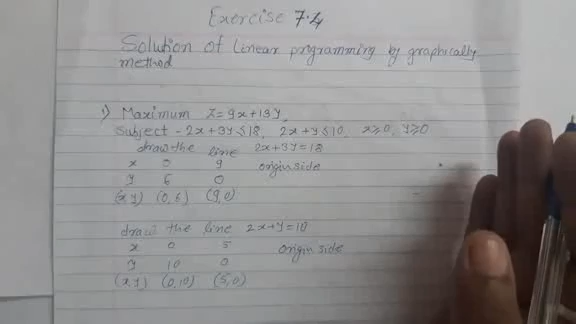 Exercise 7.4
Solution of linear prigramming by graphically
method
1) Maximum Z = 9x+13y
Subject - 2x+3y≤18, 2x+y≤10, x≥0, y≥0
draw the line 2x+3y=18
x 0 9 origin side
y 6 0
(x y) (0,6) (9,0)
draw the line 2x+y=10
x 0 5 origin side
y 10 0
(x y) (0,10) (5,0)